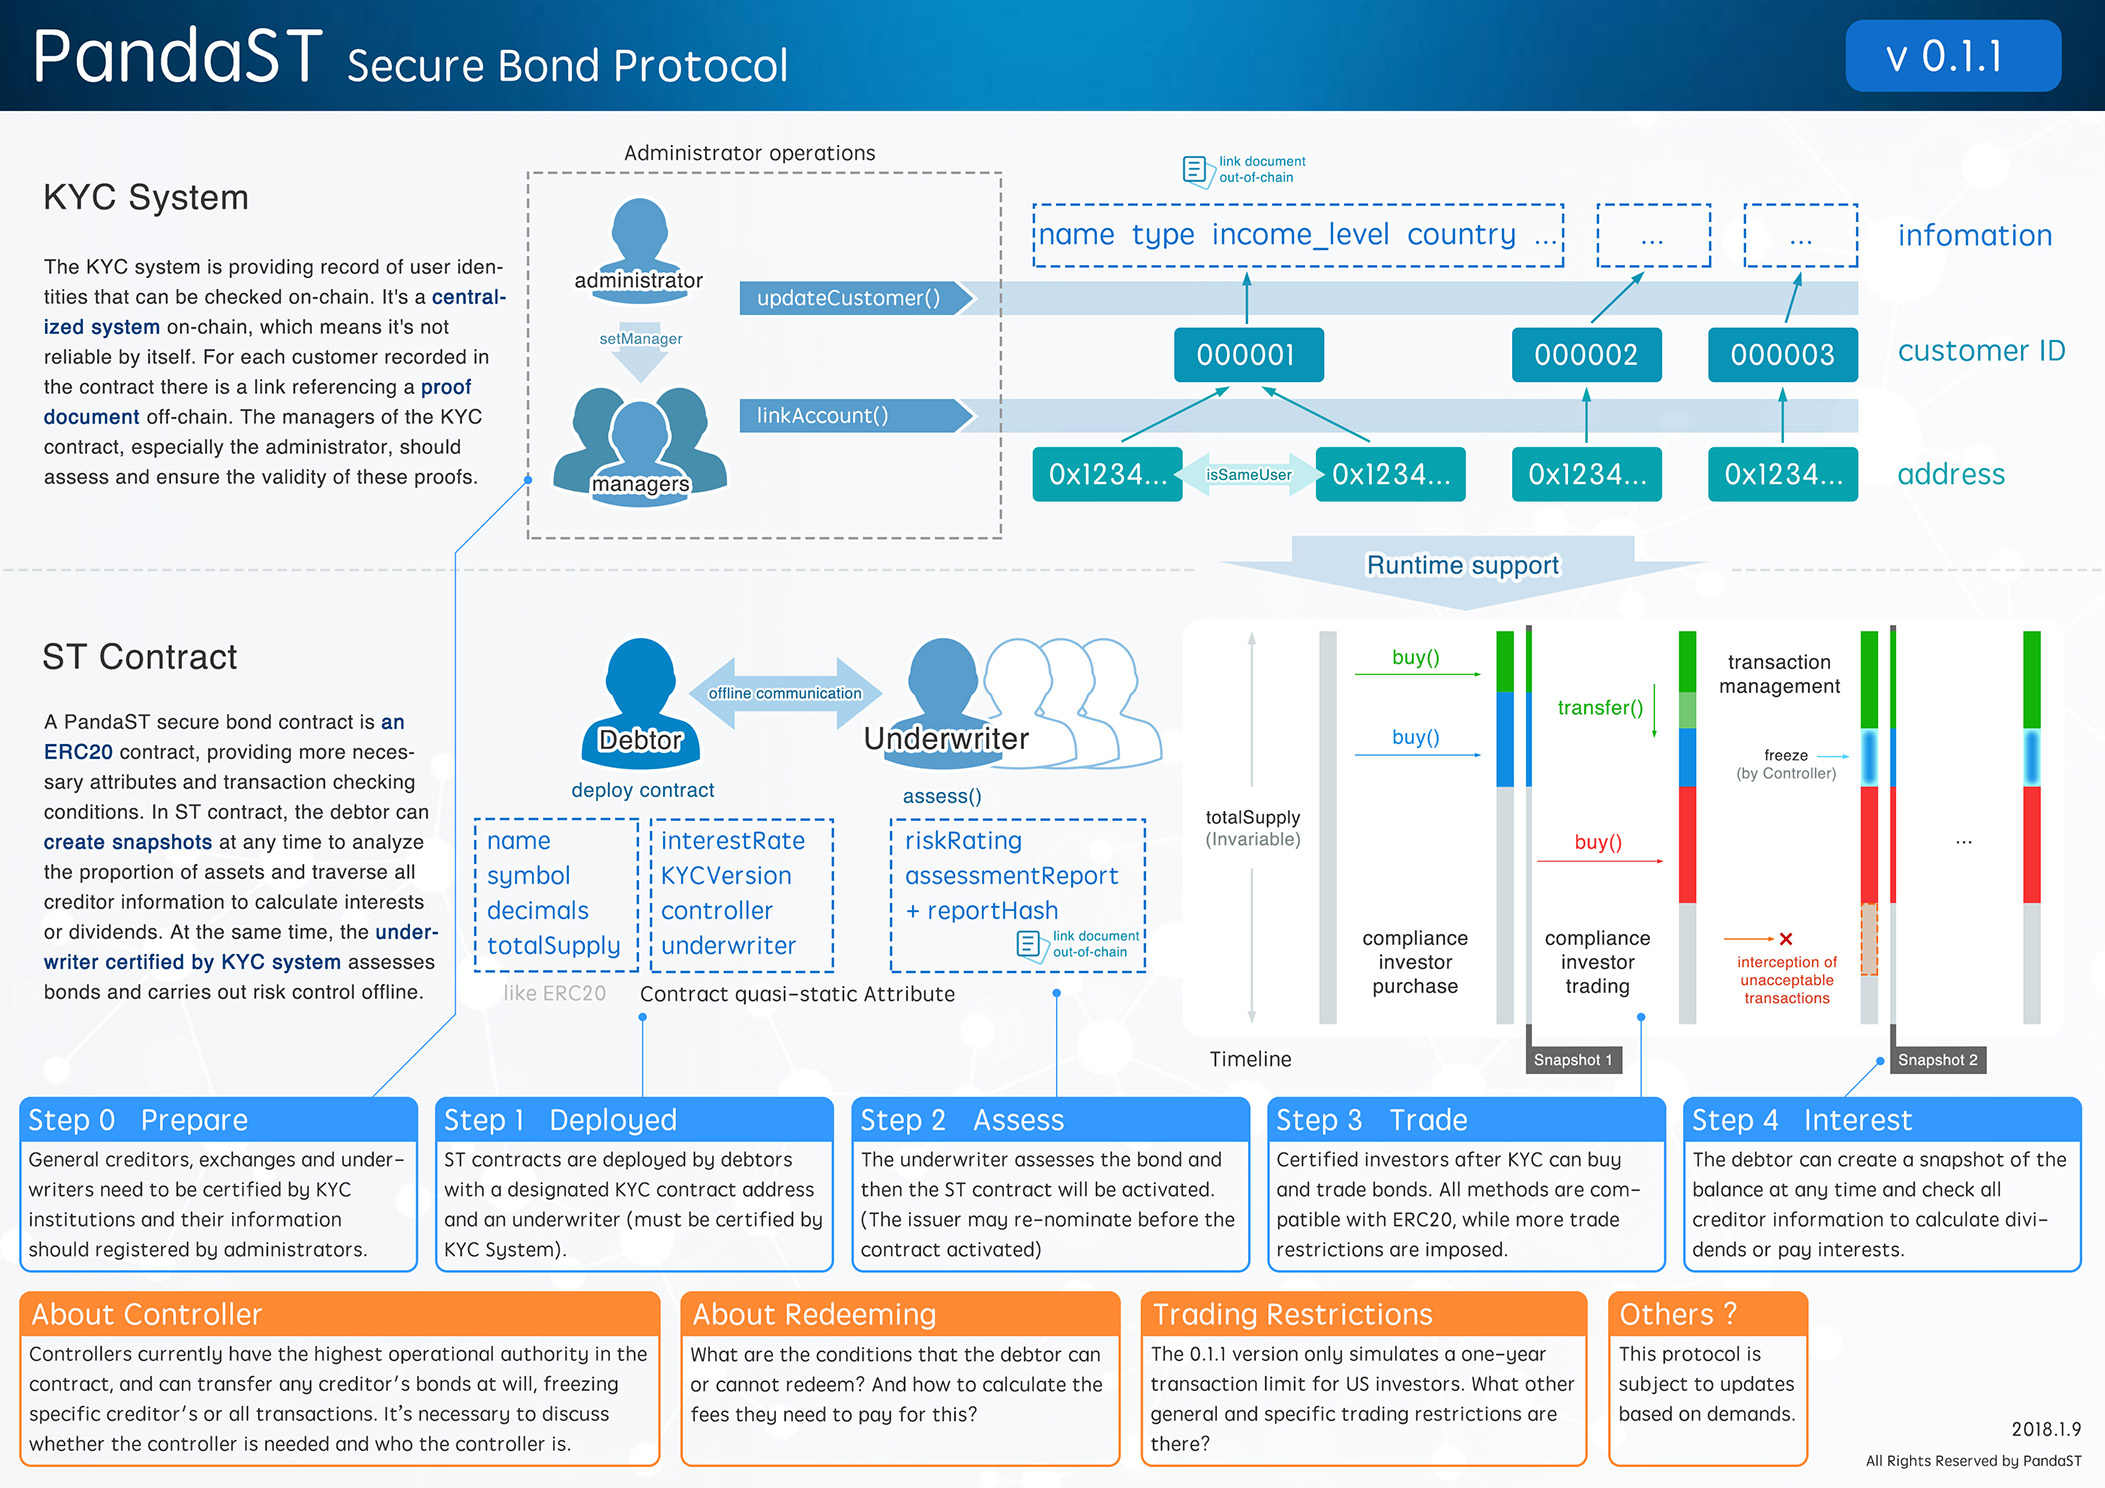 PandaST Secure Bond Protocol
v 0.1.1
KYC System
The KYC system is providing record of user iden-
tities that can be checked on-chain. It's a central-
ized system on-chain, which means it's not
reliable by itself. For each customer recorded in
the contract there is a link referencing a proof
document off-chain. The managers of the KYC
contract, especially the administrator, should
assess and ensure the validity of these proofs.
Administrator operations
administrator
setManager
managers
updateCustomer()
linkAccount()
link document
out-of-chain
name type income_level country ...
...
...
infomation
000001
000002
000003
customer ID
0x1234...
isSameUser
0x1234...
0x1234...
0x1234...
address
Runtime support
ST Contract
A PandaST secure bond contract is an
ERC20 contract, providing more neces-
sary attributes and transaction checking
conditions. In ST contract, the debtor can
create snapshots at any time to analyze
the proportion of assets and traverse all
creditor information to calculate interests
or dividends. At the same time, the under-
writer certified by KYC system assesses
bonds and carries out risk control offline.
Debtor
offline communication
Underwriter
deploy contract
assess()
name
symbol
decimals
totalSupply
interestRate
KYCVersion
controller
underwriter
riskRating
assessmentReport
+ reportHash
link document
out-of-chain
like ERC20
Contract quasi-static Attribute
totalSupply
(Invariable)
buy()
buy()
compliance
investor
purchase
transfer()
buy()
compliance
investor
trading
transaction
management
freeze
(by Controller)
interception of
unacceptable
transactions
...
Timeline
Snapshot 1
Snapshot 2
Step 0 Prepare
General creditors, exchanges and under-
writers need to be certified by KYC
institutions and their information
should registered by administrators.
Step 1 Deployed
ST contracts are deployed by debtors
with a designated KYC contract address
and an underwriter (must be certified by
KYC System).
Step 2 Assess
The underwriter assesses the bond and
then the ST contract will be activated.
(The issuer may re-nominate before the
contract activated)
Step 3 Trade
Certified investors after KYC can buy
and trade bonds. All methods are com-
patible with ERC20, while more trade
restrictions are imposed.
Step 4 Interest
The debtor can create a snapshot of the
balance at any time and check all
creditor information to calculate divi-
dends or pay interests.
About Controller
Controllers currently have the highest operational authority in the
contract, and can transfer any creditor's bonds at will, freezing
specific creditor's or all transactions. It's necessary to discuss
whether the controller is needed and who the controller is.
About Redeeming
What are the conditions that the debtor can
or cannot redeem? And how to calculate the
fees they need to pay for this?
Trading Restrictions
The 0.1.1 version only simulates a one-year
transaction limit for US investors. What other
general and specific trading restrictions are
there?
Others ?
This protocol is
subject to updates
based on demands.
2018.1.9
All Rights Reserved by PandaST